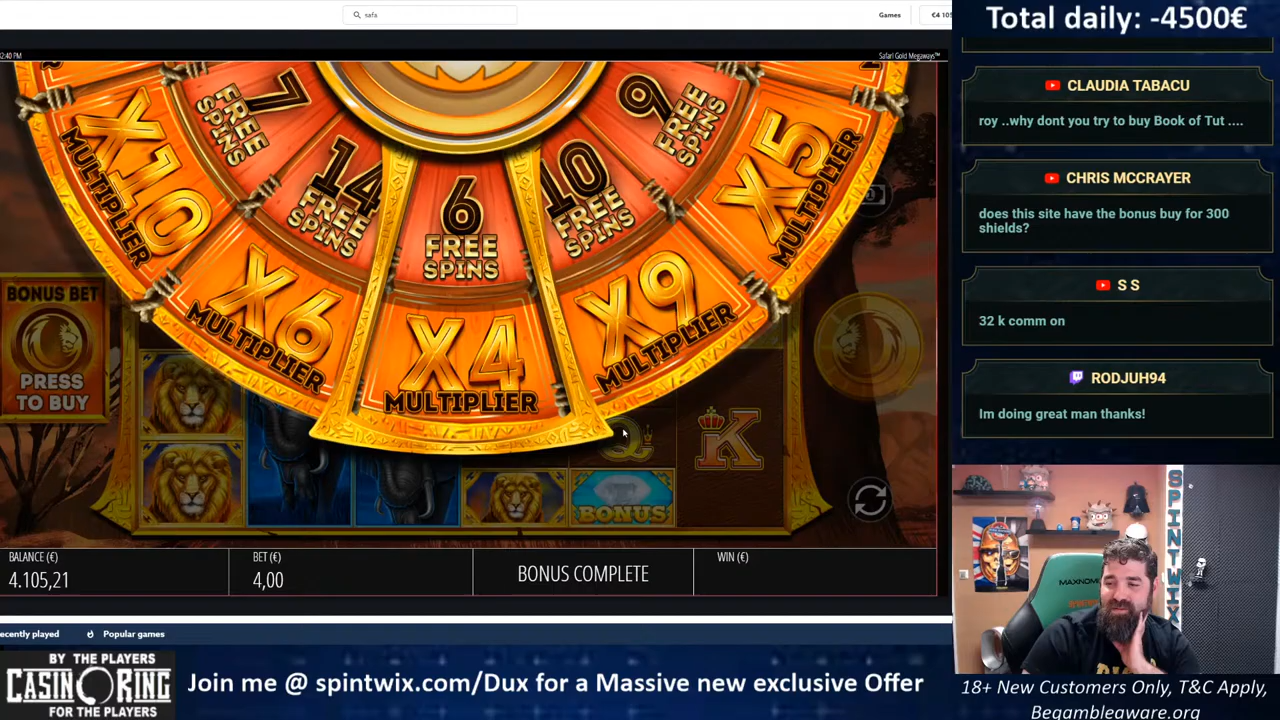 safa
Games
€4 105
2:40 PM
Safari Gold Megaways™
7 FREE SPINS
14 FREE SPINS
6 FREE SPINS
10 FREE SPINS
9 FREE SPINS
X10 MULTIPLIER
X6 MULTIPLIER
X4 MULTIPLIER
X9 MULTIPLIER
X5 MULTIPLIER
BONUS BET
PRESS
TO BUY
Q
K
BONUS
BALANCE (€)
4.105,21
BET (€)
4,00
BONUS COMPLETE
WIN (€)
ecently played
Popular games
BY THE PLAYERS
CASINORING
FOR THE PLAYERS
Join me @ spintwix.com/Dux for a Massive new exclusive Offer
Total daily: -4500€
CLAUDIA TABACU
roy ..why dont you try to buy Book of Tut ....
CHRIS MCCRAYER
does this site have the bonus buy for 300
shields?
S S
32 k comm on
RODJUH94
Im doing great man thanks!
SPINTWIX
MAXNOMIC
18+ New Customers Only, T&C Apply,
Begambleaware.org